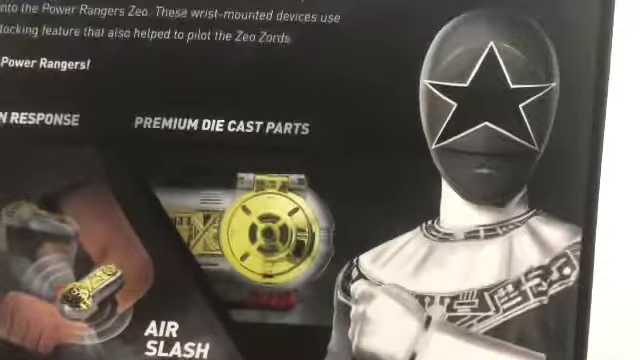 nto the Power Rangers Zeo. These wrist-mounted devices use
locking feature that also helped to pilot the Zeo Zords.
Power Rangers!
N RESPONSE
PREMIUM DIE CAST PARTS
AIR
SLASH